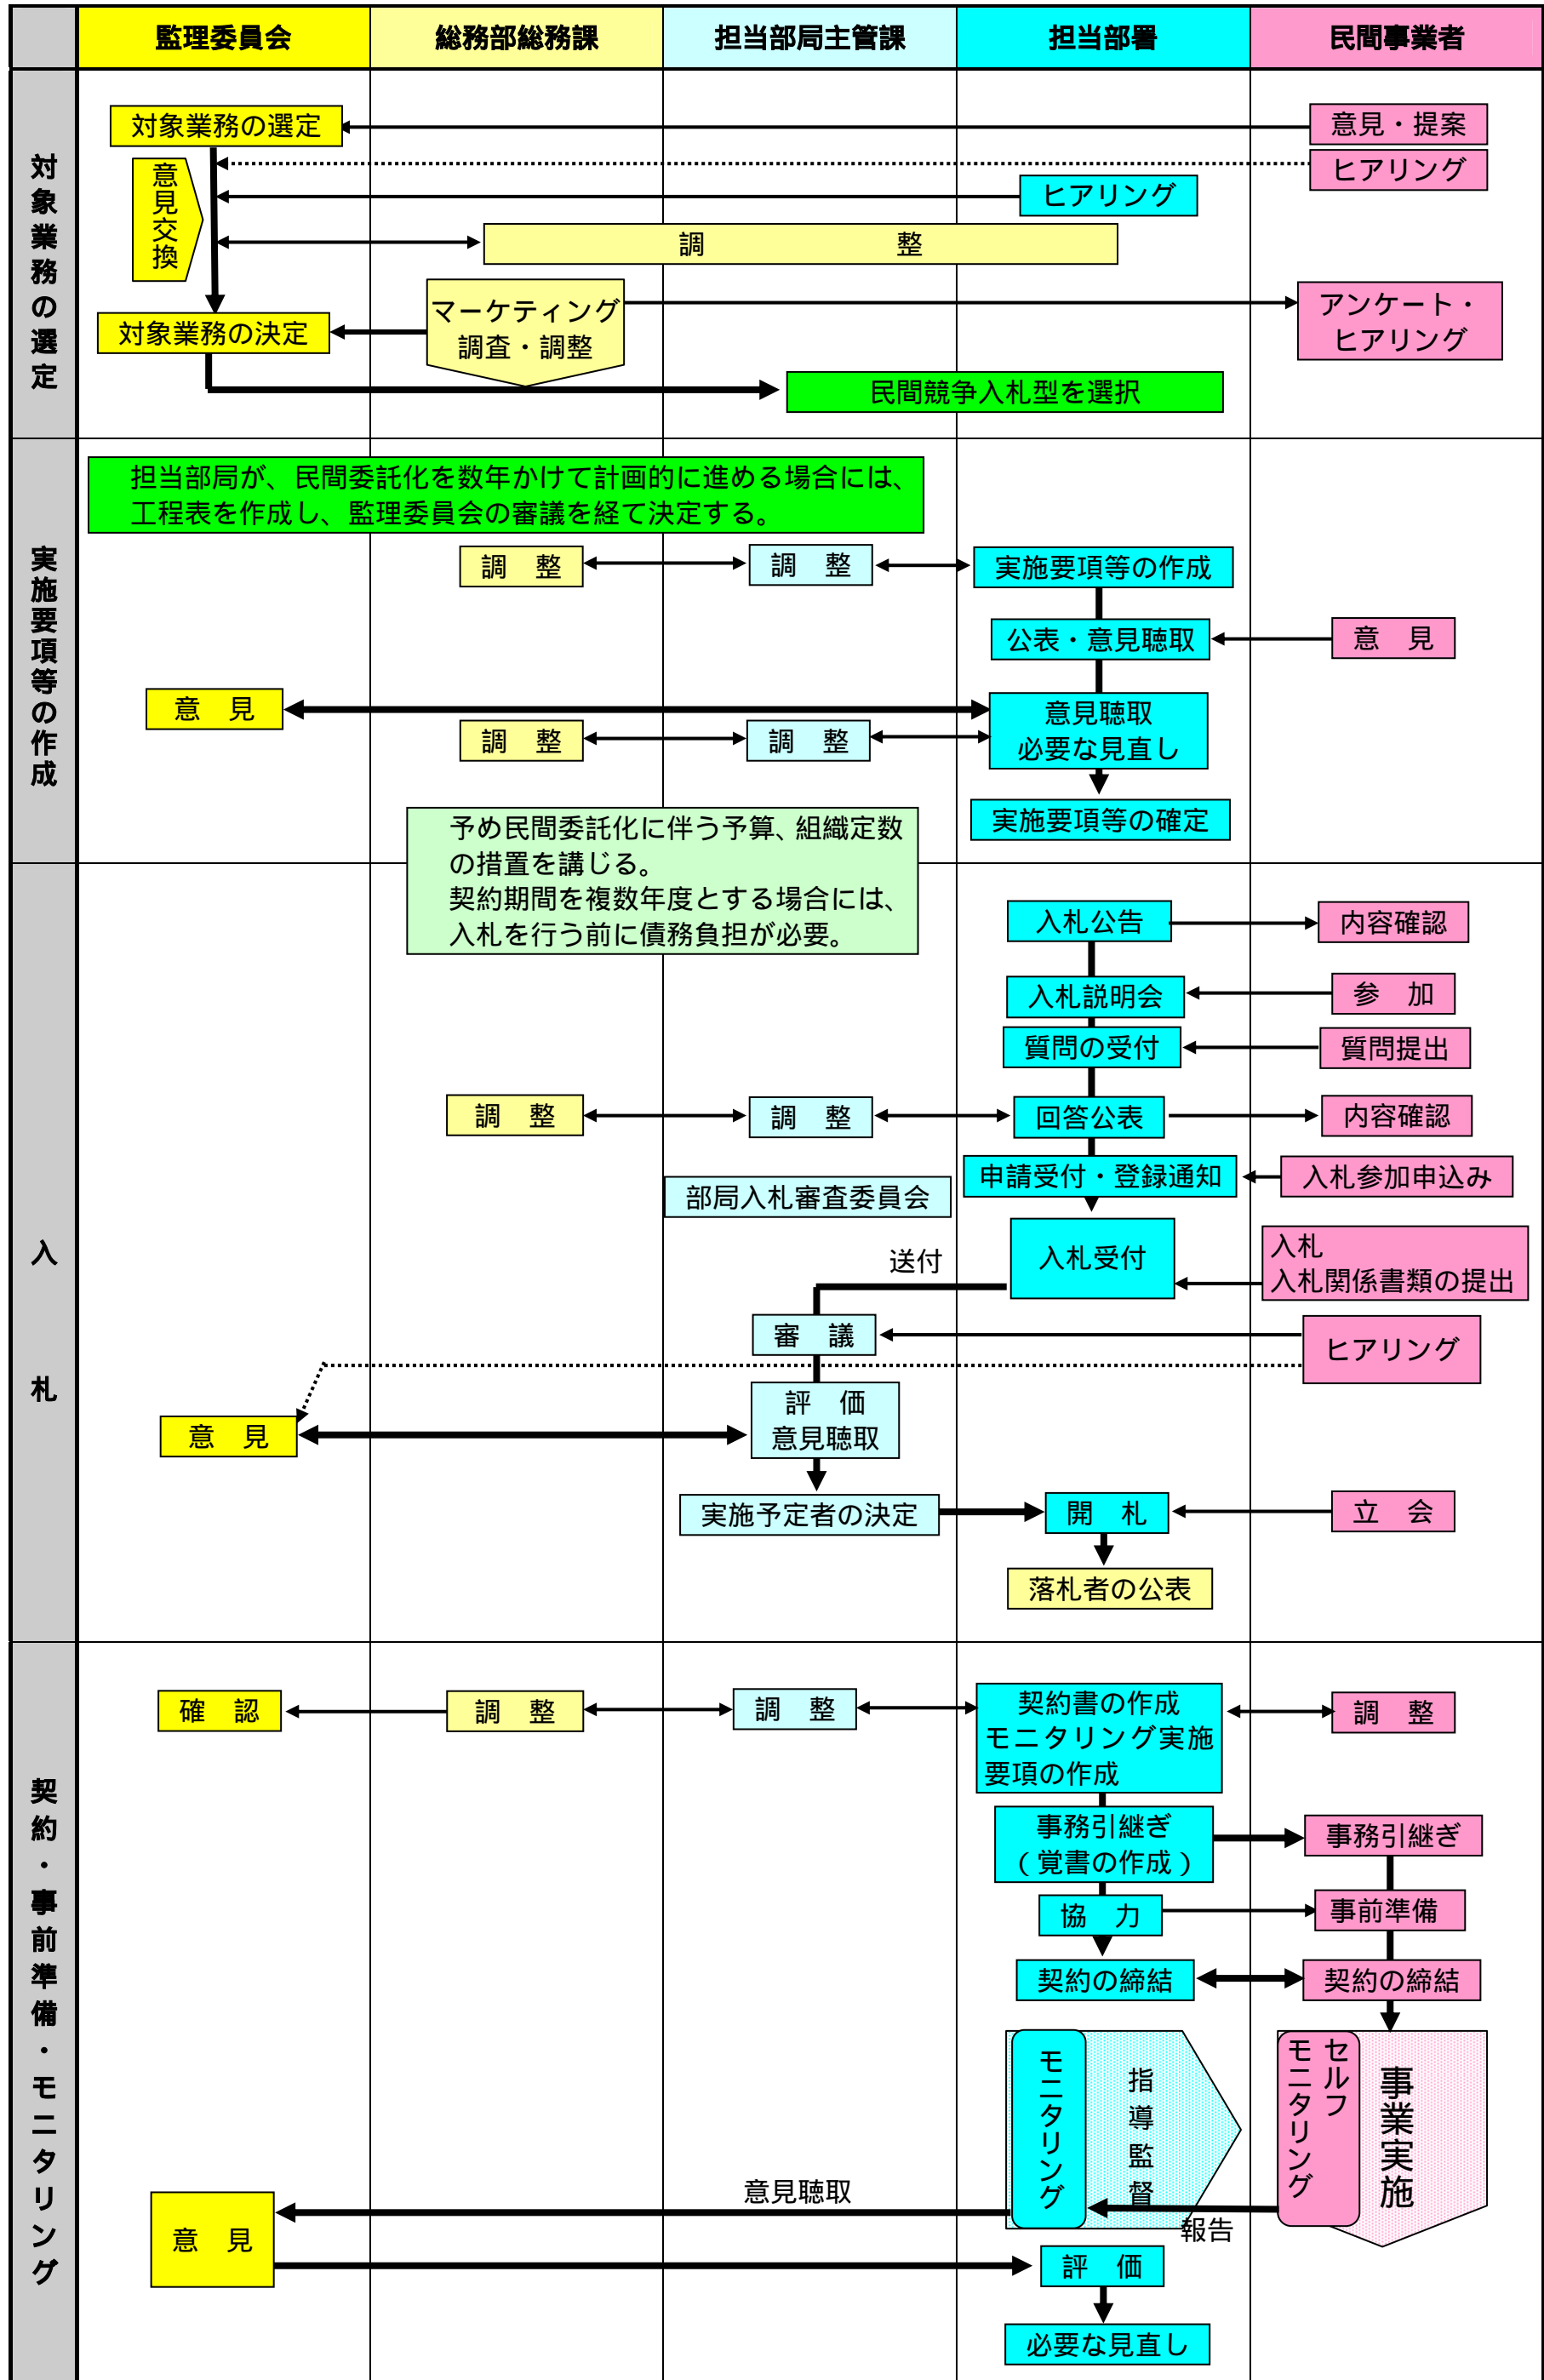 監理委員会
総務部総務課
担当部局主管課
担当部署
民間事業者
対象業務の選定
対象業務の選定
意見・提案
ヒアリング
意見交換
ヒアリング
調　　　　　　　整
マーケティング
調査・調整
アンケート・
ヒアリング
対象業務の決定
民間競争入札型を選択
実施要項等の作成
担当部局が、民間委託化を数年かけて計画的に進める場合には、
工程表を作成し、監理委員会の審議を経て決定する。
調　整
調　整
実施要項等の作成
公表・意見聴取
意　見
意　見
意見聴取
必要な見直し
調　整
調　整
実施要項等の確定
予め民間委託化に伴う予算、組織定数
の措置を講じる。
契約期間を複数年度とする場合には、
入札を行う前に債務負担が必要。
入　札
入札公告
内容確認
入札説明会
参　加
質問の受付
質問提出
調　整
調　整
回答公表
内容確認
申請受付・登録通知
入札参加申込み
部局入札審査委員会
入札受付
入札
入札関係書類の提出
送付
審　議
ヒアリング
評　価
意見聴取
意　見
実施予定者の決定
開　札
立　会
落札者の公表
契約・事前準備・モニタリング
確　認
調　整
調　整
契約書の作成
モニタリング実施
要項の作成
調　整
事務引継ぎ
（覚書の作成）
事務引継ぎ
協　力
事前準備
契約の締結
契約の締結
モニタリング
指導監督
セルフ
モニタリング
事業実施
意見聴取
報告
意　見
評　価
必要な見直し